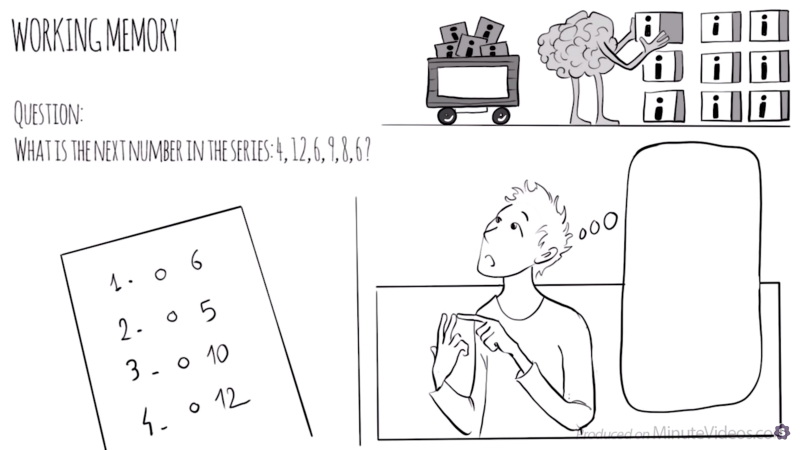 WORKING MEMORY
QUESTION:
WHAT IS THE NEXT NUMBER IN THE SERIES: 4, 12, 6, 9, 8, 6?
1. o 6
2- o 5
3- o 10
4- o 12
i i i i
i i i i i i
i i i
i i i
Produced on MinuteVideos.co